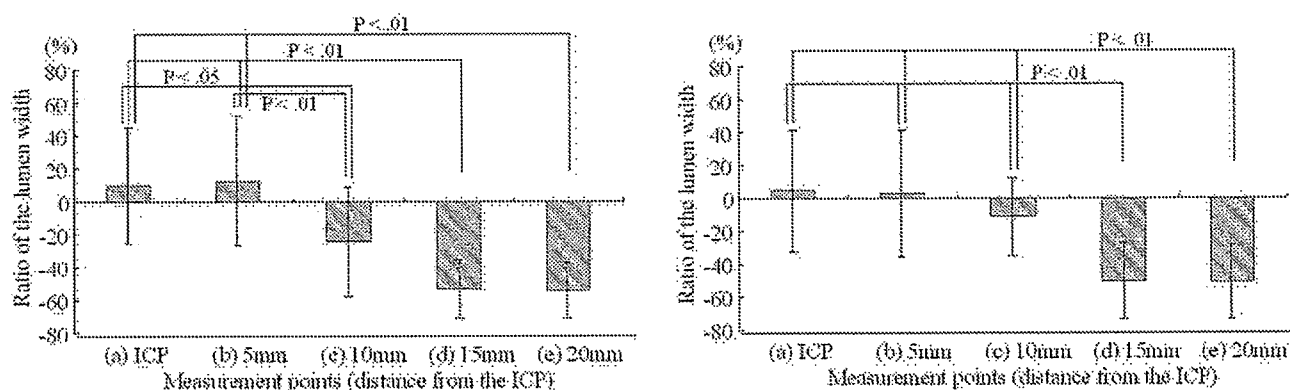 P < .01
(%)
P < .01
80
P < .05
60
P < .01
40
20
0
-20
-40
-60
-80
Ratio of the lumen width
(a) ICP (b) 5mm (c) 10mm (d) 15mm (e) 20mm
Measurement points (distance from the ICP)
(%)
P < .01
80
P < .01
60
40
20
0
-20
-40
-60
-80
Ratio of the lumen width
(a) ICP (b) 5mm (c) 10mm (d) 15mm (e) 20mm
Measurement points (distance from the ICP)